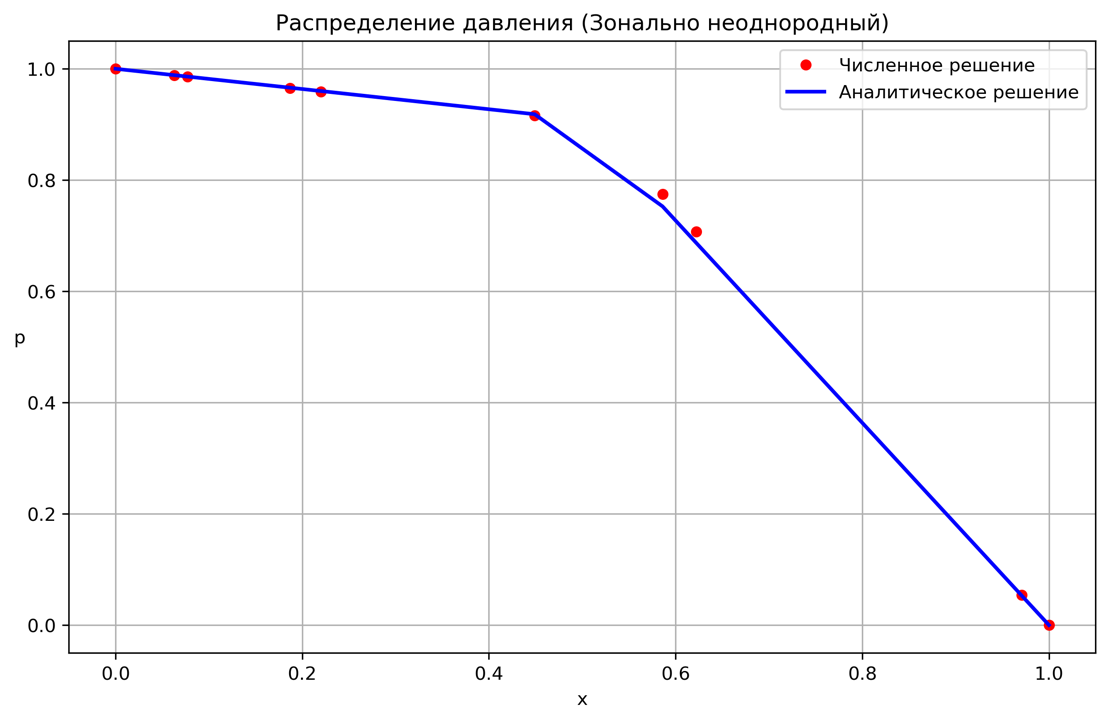 Распределение давления (Зонально неоднородный)
Численное решение
Аналитическое решение
1.0
0.8
0.6
0.4
0.2
0.0
p
0.0 0.2 0.4 0.6 0.8 1.0
x